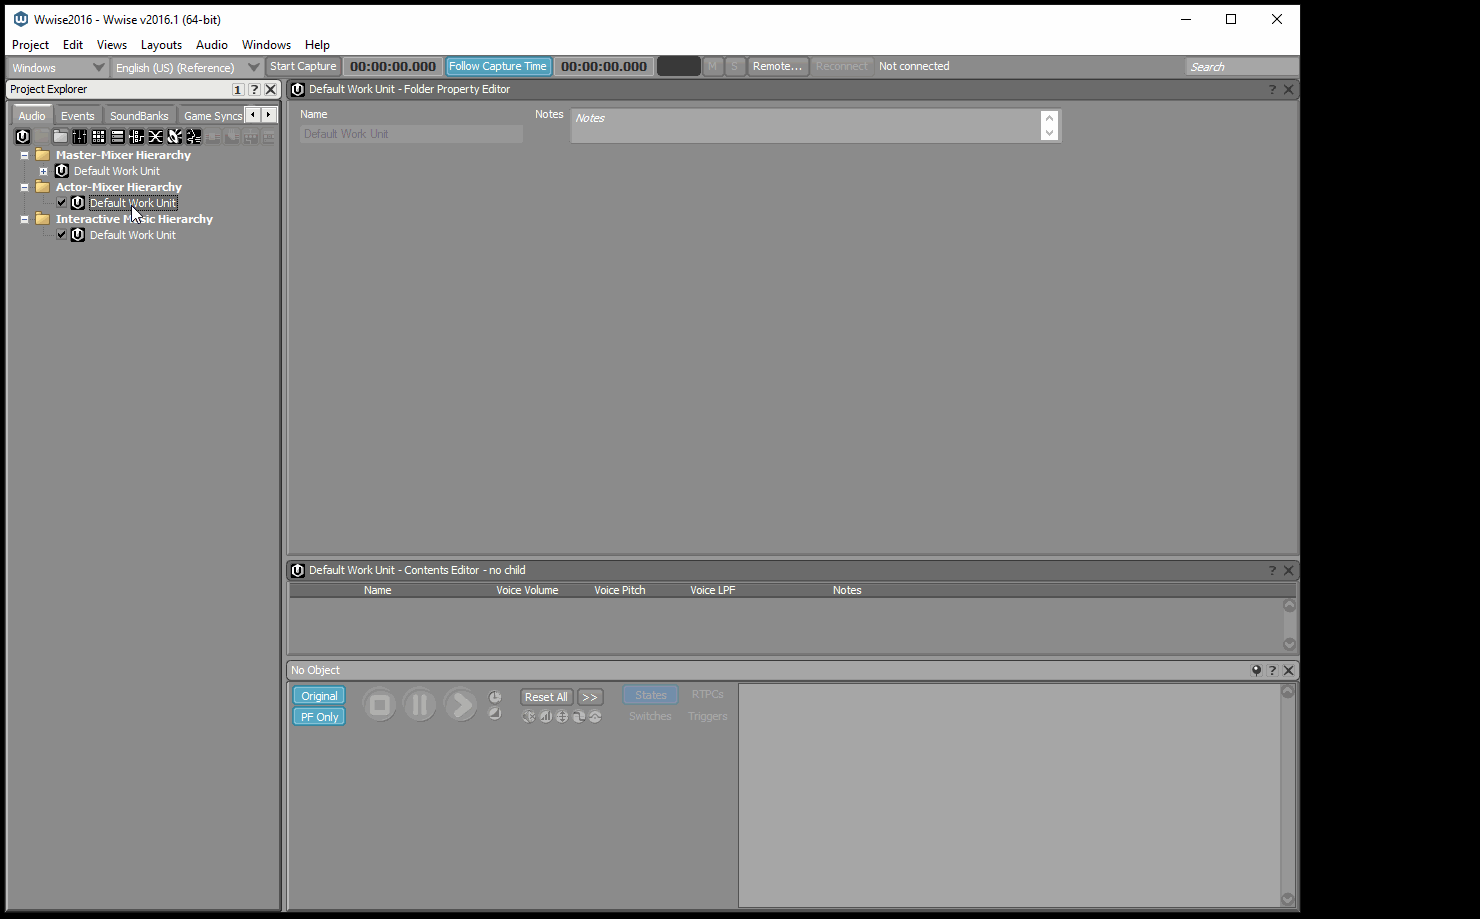 Wwise2016 - Wwise v2016.1 (64-bit)
Project Edit Views Layouts Audio Windows Help
Windows English (US) (Reference) Start Capture 00:00:00.000 Follow Capture Time 00:00:00.000 M S Remote... Reconnect Not connected Search
Project Explorer 1 ?
Audio Events SoundBanks Game Syncs
Master-Mixer Hierarchy
Default Work Unit
Actor-Mixer Hierarchy
Default Work Unit
Interactive Music Hierarchy
Default Work Unit
Default Work Unit - Folder Property Editor ?
Name Notes Notes
Default Work Unit
Default Work Unit - Contents Editor - no child ?
Name Voice Volume Voice Pitch Voice LPF Notes
No Object ?
Original Reset All >> States RTPCs
PF Only Switches Triggers